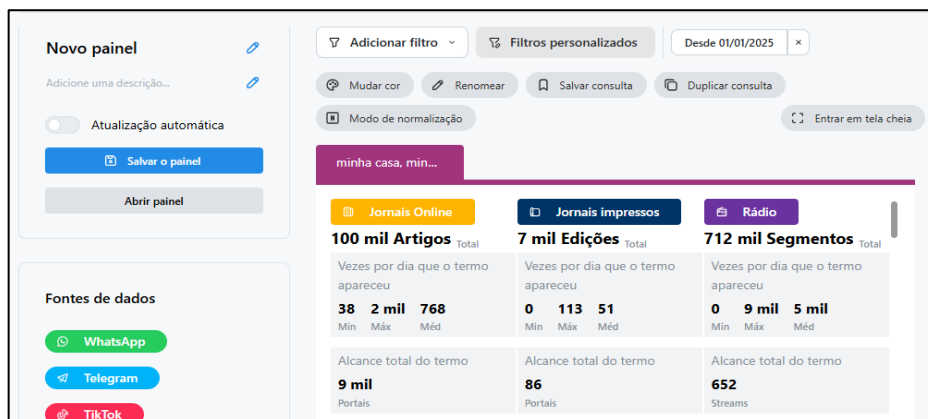 Novo painel
Adicione uma descrição...
Atualização automática
Salvar o painel
Abrir painel
Fontes de dados
WhatsApp
Telegram
TikTok
Adicionar filtro
Filtros personalizados
Desde 01/01/2025 ×
Mudar cor
Renomear
Salvar consulta
Duplicar consulta
N Modo de normalização
Entrar em tela cheia
minha casa, min...
Jornais Online
100 mil Artigos Total
Vezes por dia que o termo
apareceu
38 2 mil 768
Mín Máx Méd
Alcance total do termo
9 mil
Portais
Jornais impressos
7 mil Edições Total
Vezes por dia que o termo
apareceu
0 113 51
Mín Máx Méd
Alcance total do termo
86
Portais
Rádio
712 mil Segmentos Total
Vezes por dia que o termo
apareceu
0 9 mil 5 mil
Mín Máx Méd
Alcance total do termo
652
Streams